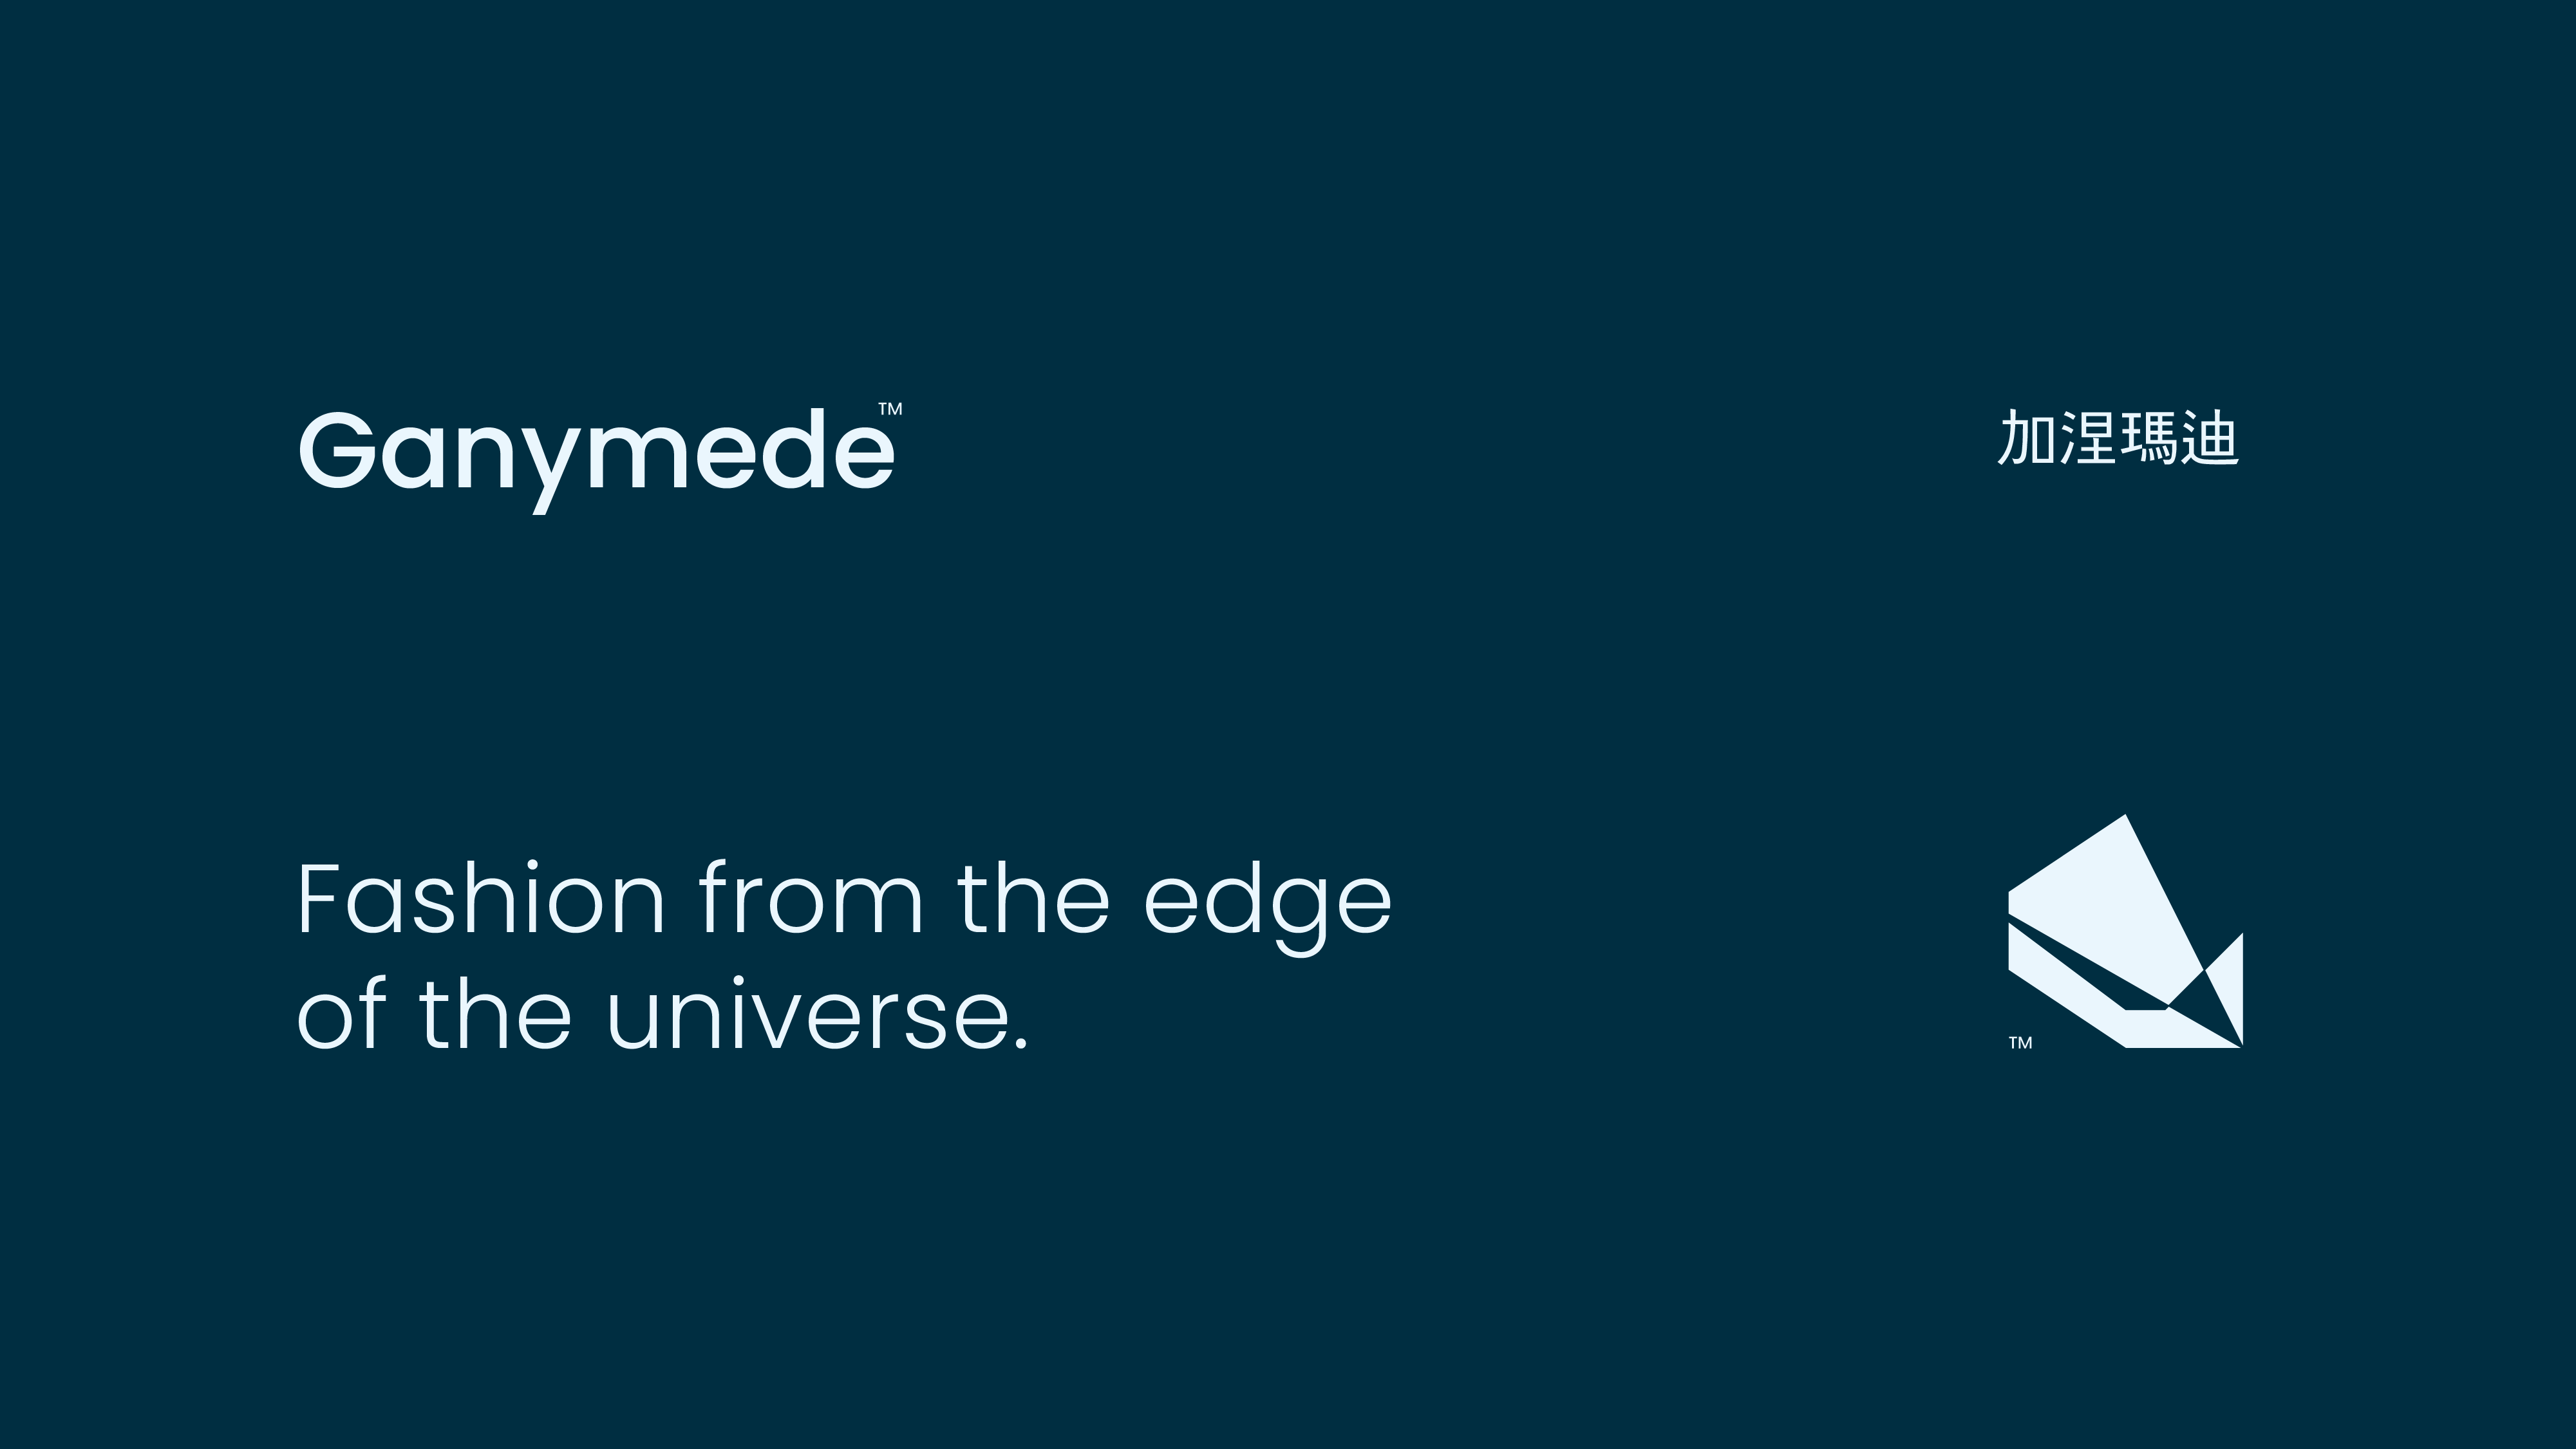 Ganymede™
加涅瑪迪
Fashion from the edge
of the universe.
™